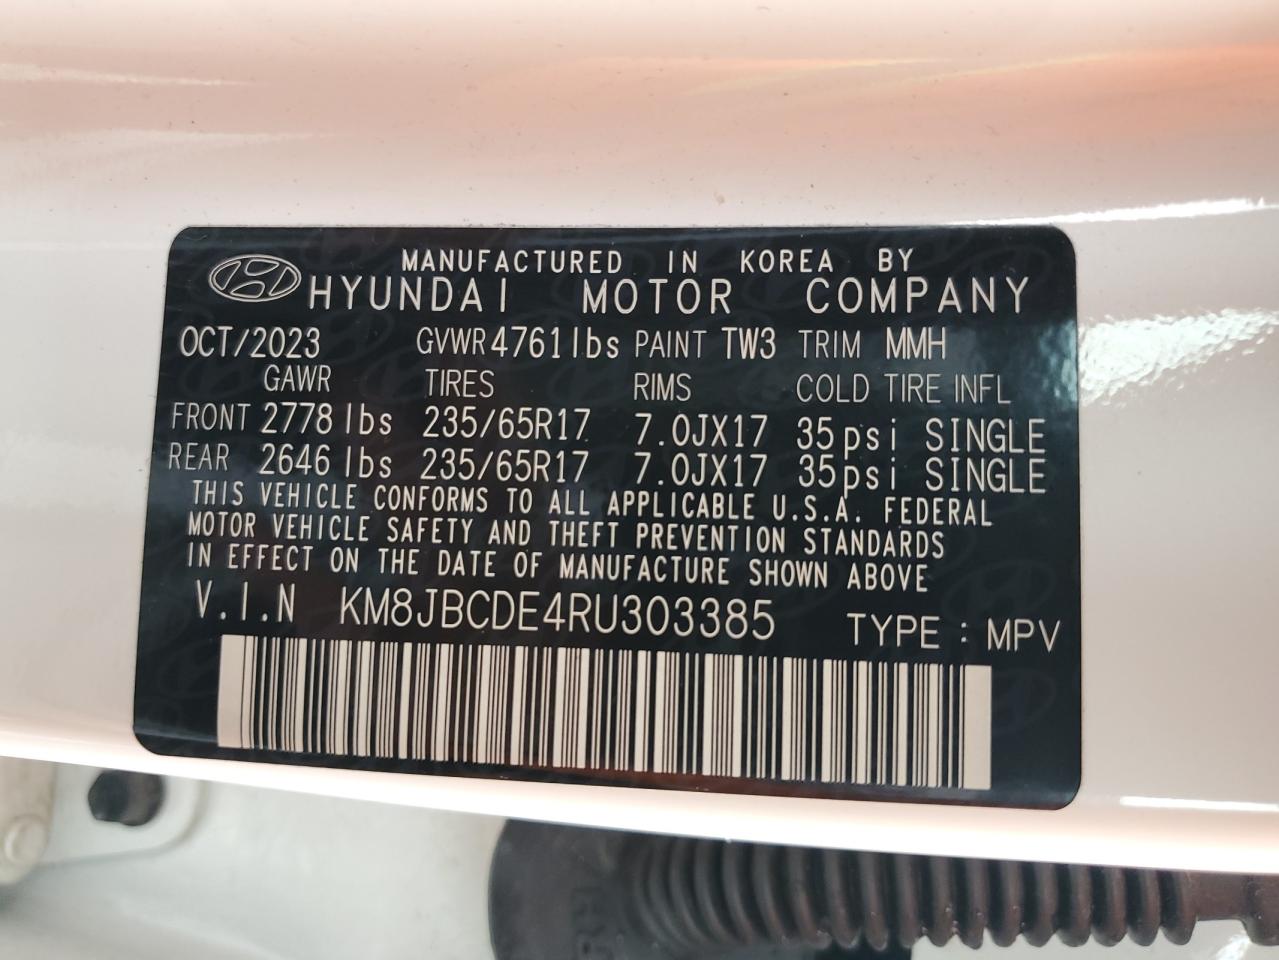 MANUFACTURED IN KOREA BY
HYUNDAI MOTOR COMPANY
OCT/2023 GVWR 4761lbs PAINT TW3 TRIM MMH
GAWR TIRES RIMS COLD TIRE INFL
FRONT 2778lbs 235/65R17 7.0JX17 35psi SINGLE
REAR 2646lbs 235/65R17 7.0JX17 35psi SINGLE
THIS VEHICLE CONFORMS TO ALL APPLICABLE U.S.A. FEDERAL
MOTOR VEHICLE SAFETY AND THEFT PREVENTION STANDARDS
IN EFFECT ON THE DATE OF MANUFACTURE SHOWN ABOVE
V.I.N KM8JBCDE4RU303385 TYPE : MPV